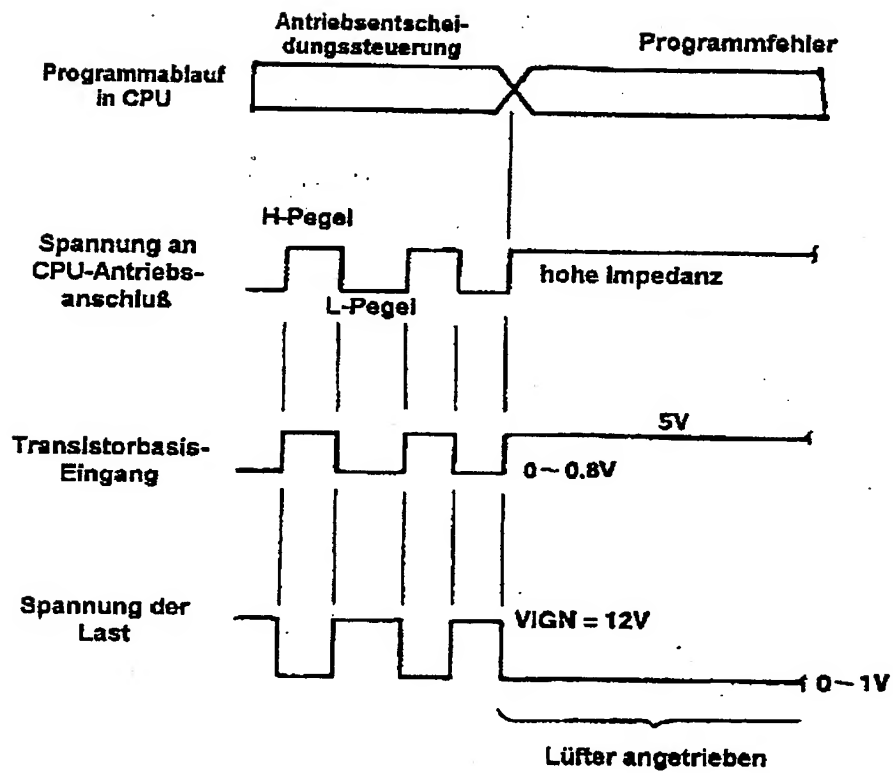 Antriebsentschei-
dungssteuerung
Programmfehler
Programmablauf
in CPU
H-Pegel
Spannung an
CPU-Antriebs-
anschluß
hohe Impedanz
L-Pegel
5V
Transistorbasis-
Eingang
0~0.8V
Spannung der
Last
VIGN = 12V
0~1V
Lüfter angetrieben